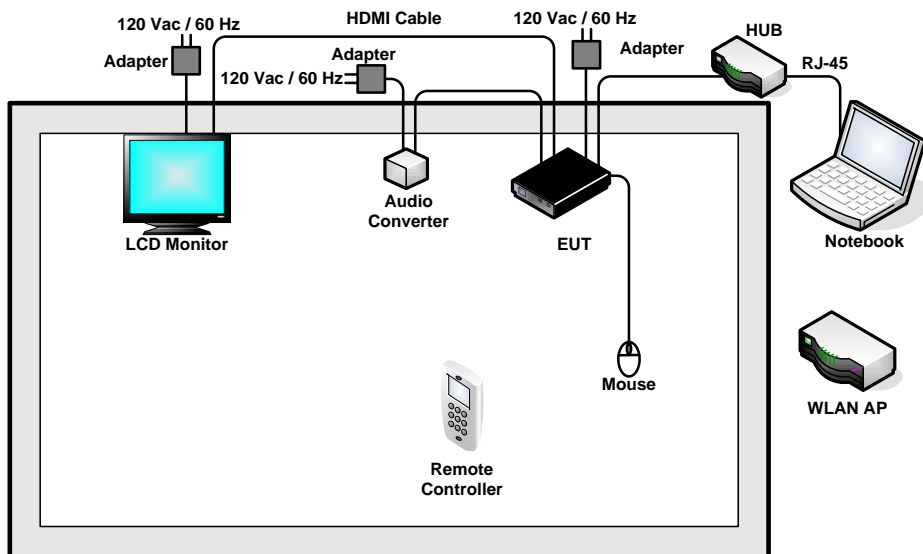 120 Vac / 60 Hz
Adapter
HDMI Cable
Adapter
120 Vac / 60 Hz
120 Vac / 60 Hz
Adapter
HUB
RJ-45
LCD Monitor
Audio
Converter
EUT
Notebook
Mouse
WLAN AP
Remote
Controller